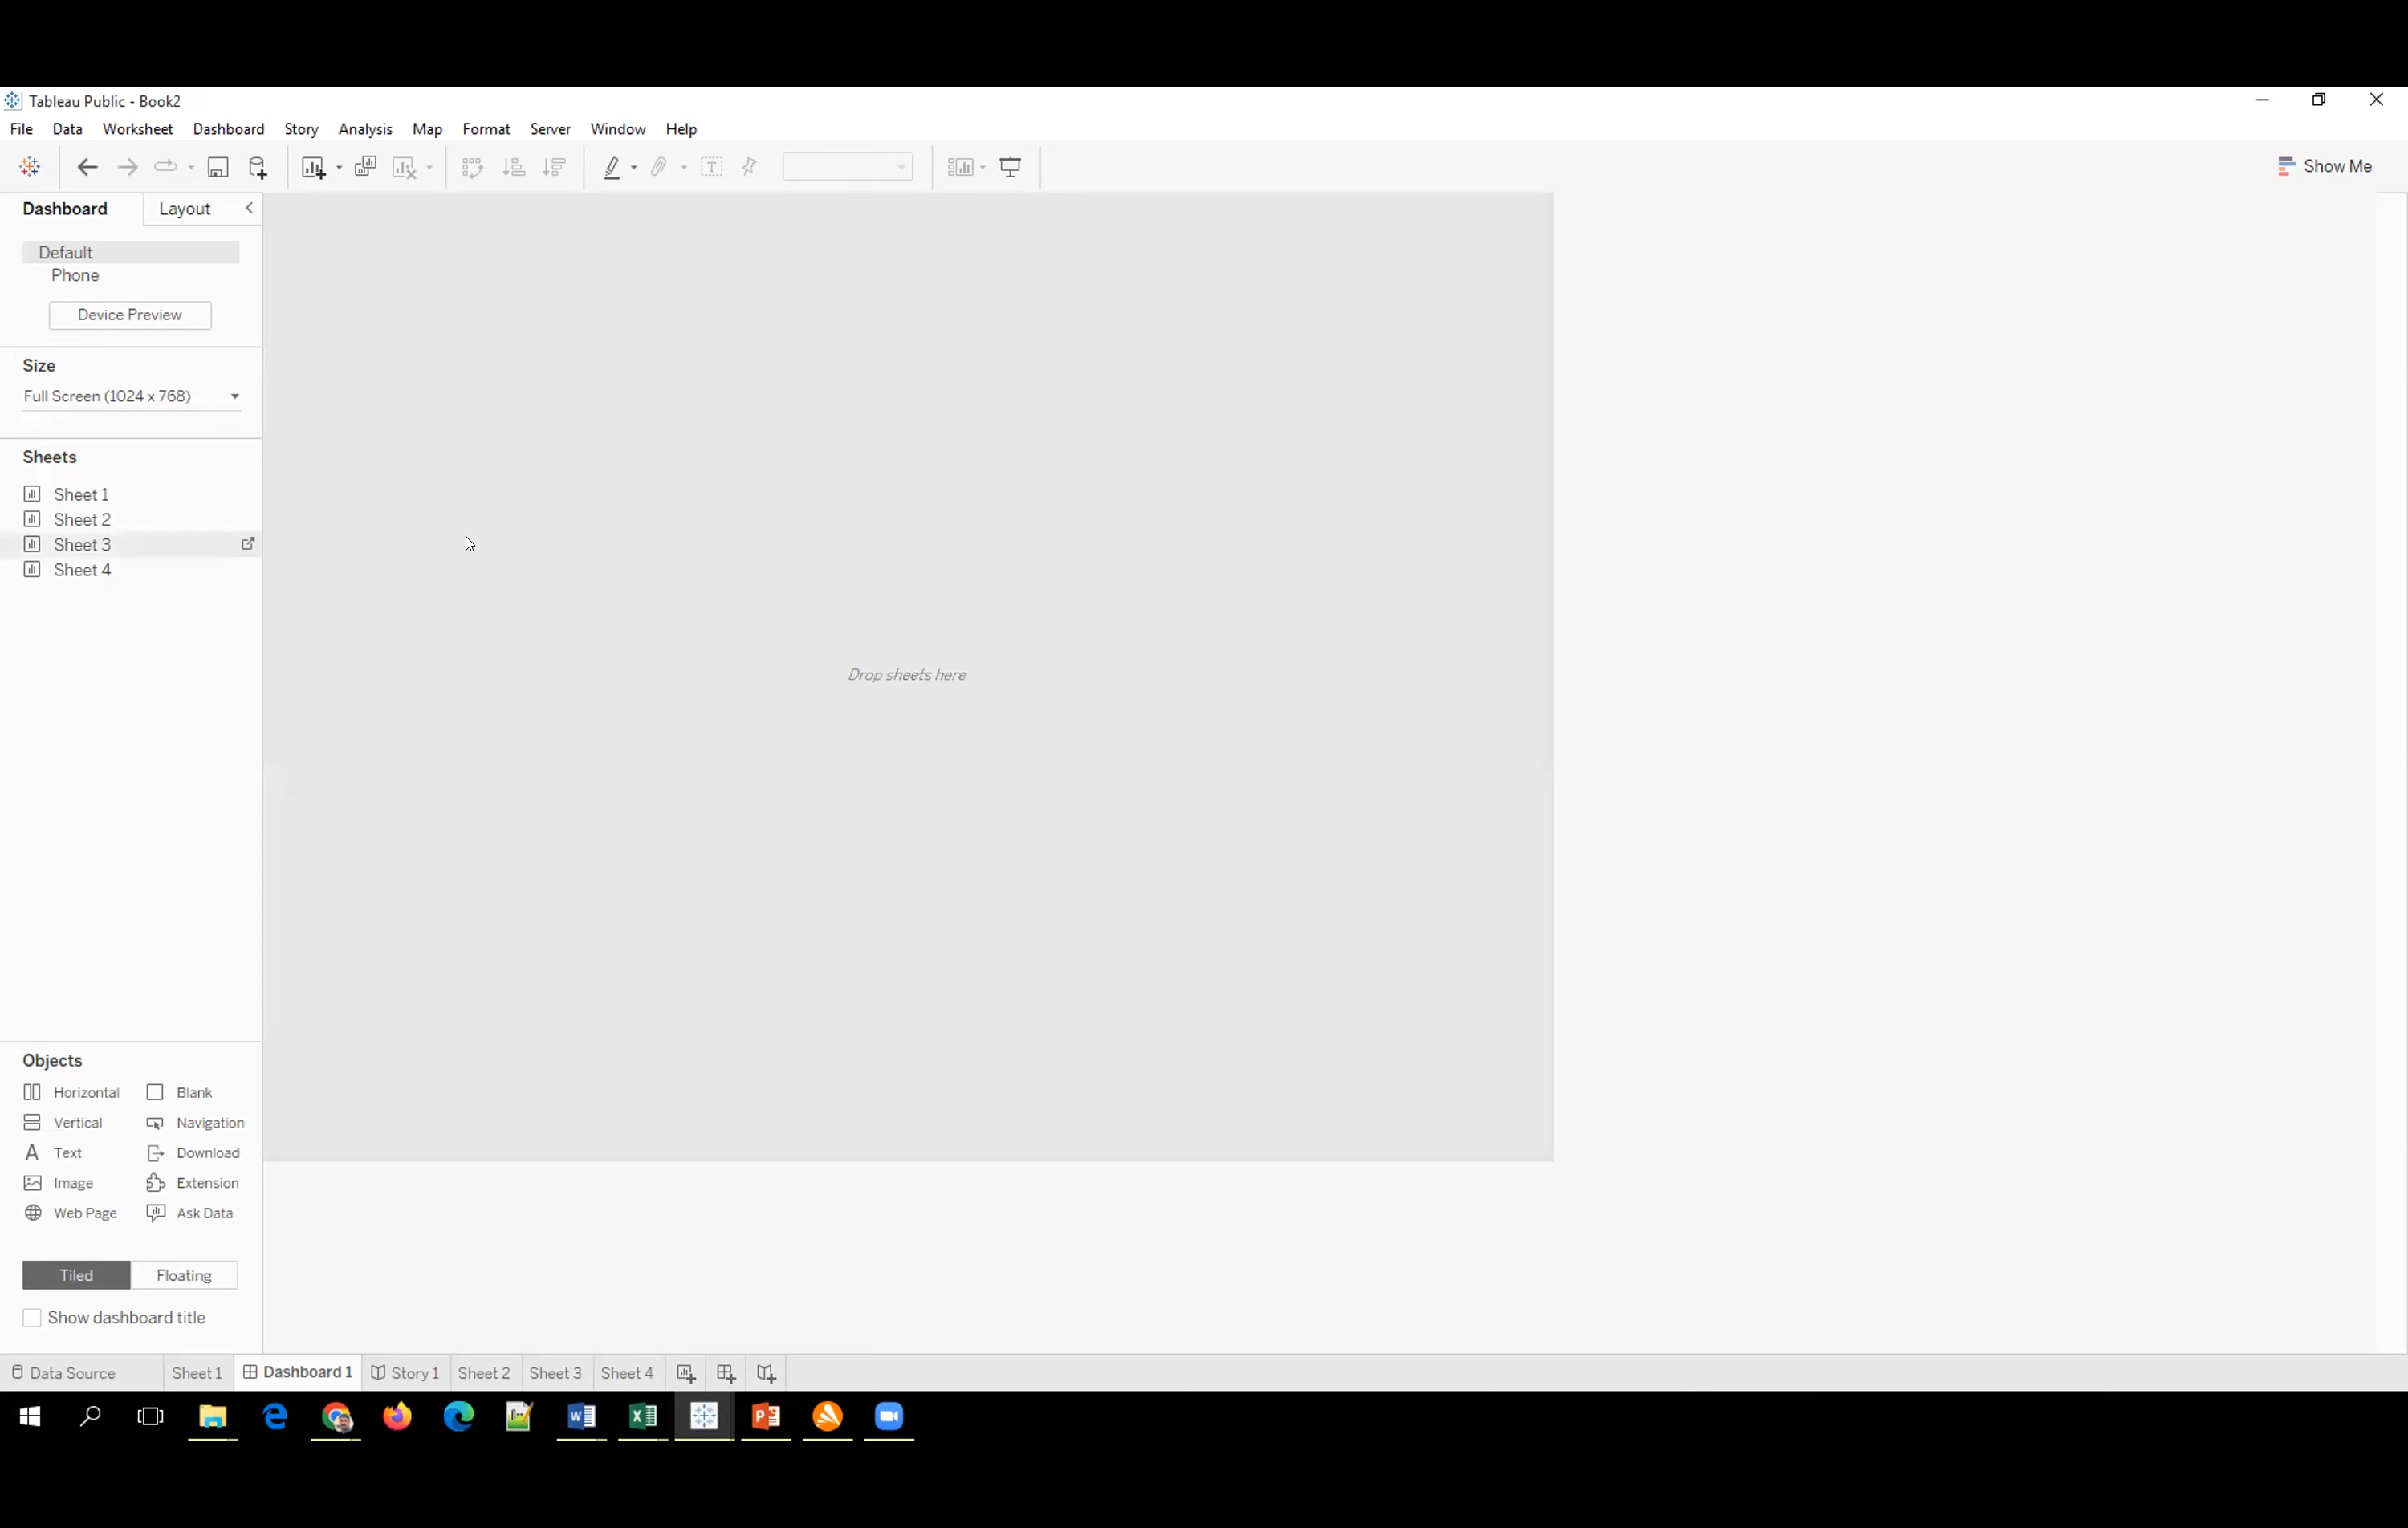 Tableau Public - Book2
File Data Worksheet Dashboard Story Analysis Map Format Server Window Help
Show Me
Dashboard Layout
Default
Phone
Device Preview
Size
Full Screen (1024 x 768)
Sheets
Sheet 1
Sheet 2
Sheet 3
Sheet 4
Drop sheets here
Objects
Horizontal Blank
Vertical Navigation
Text Download
Image Extension
Web Page Ask Data
Tiled Floating
Show dashboard title
Data Source Sheet 1 Dashboard 1 Story 1 Sheet 2 Sheet 3 Sheet 4